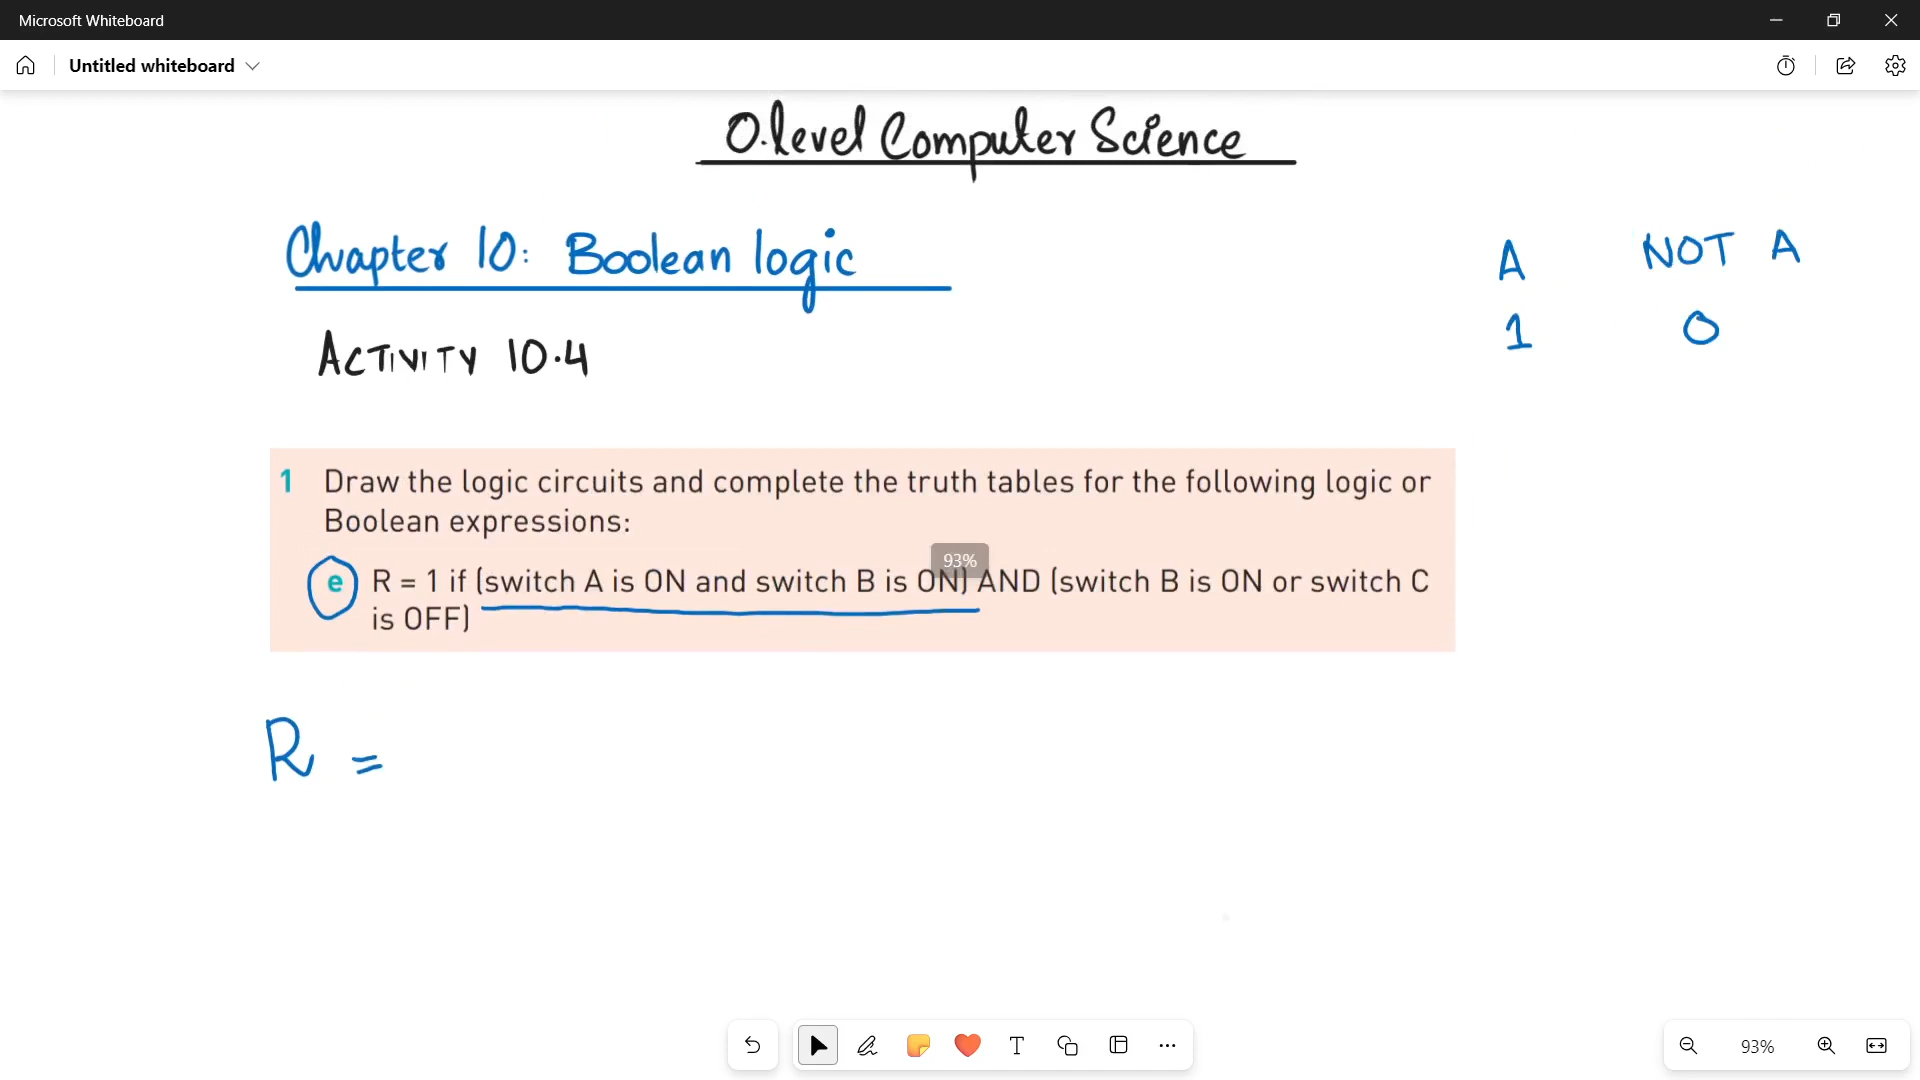 Microsoft Whiteboard
Untitled whiteboard
O.level Computer Science
Chapter 10: Boolean logic
A NOT A
1 0
ACTIVITY 10.4
1 Draw the logic circuits and complete the truth tables for the following logic or
Boolean expressions:
93%
e R = 1 if (switch A is ON and switch B is ON) AND (switch B is ON or switch C
is OFF)
R =
93%